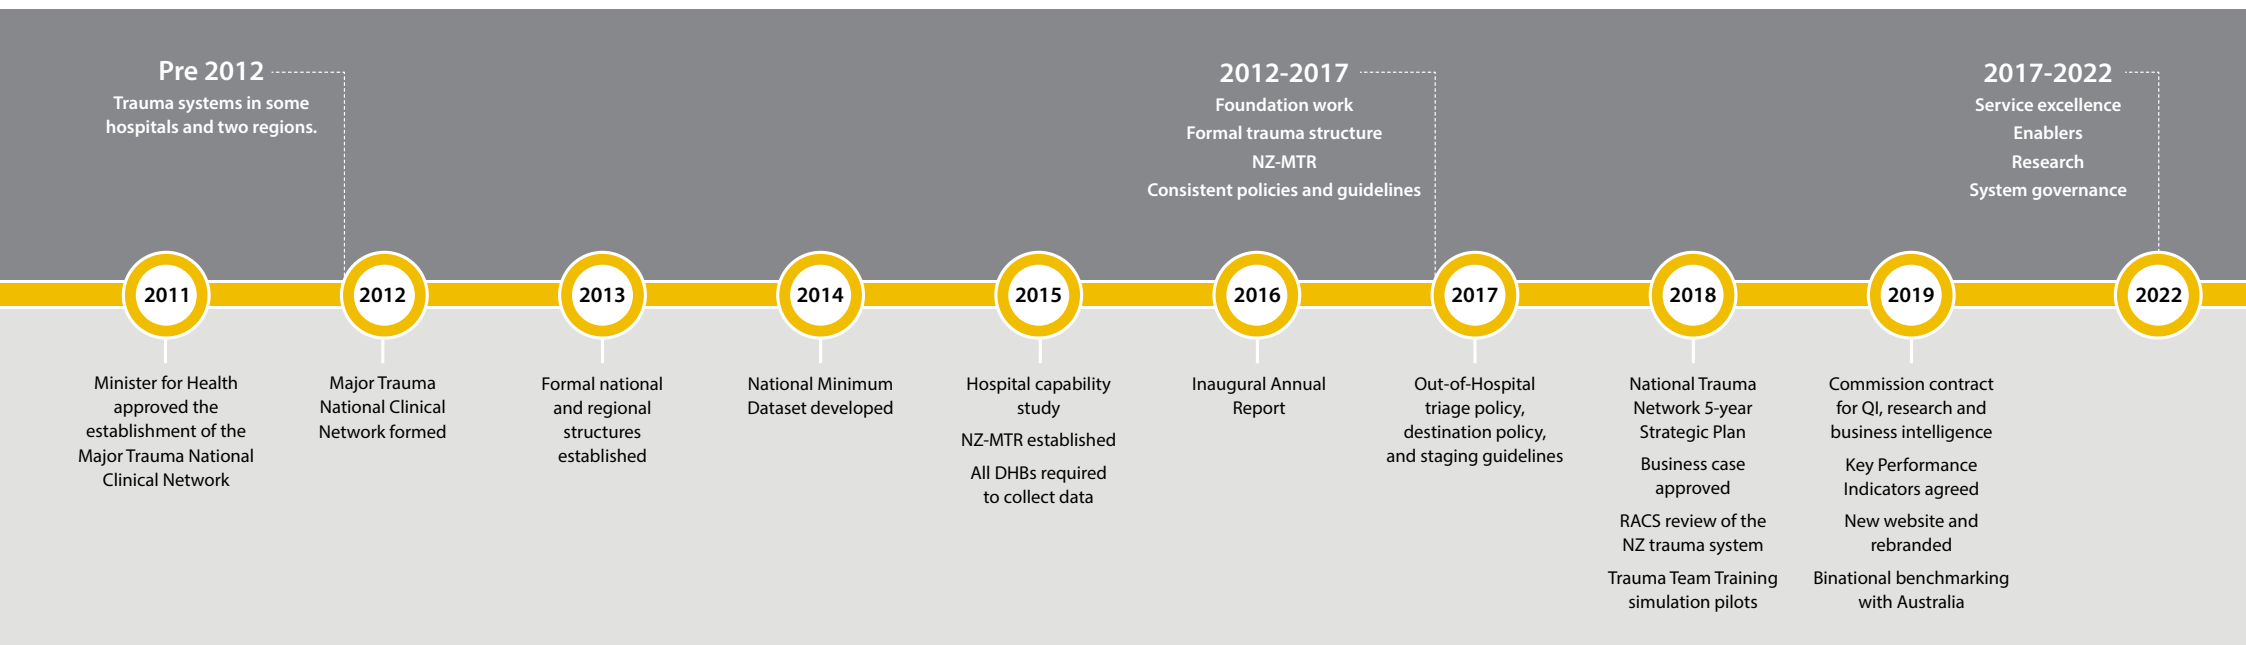 Pre 2012
Trauma systems in some
hospitals and two regions.
2012-2017
Foundation work
Formal trauma structure
NZ-MTR
Consistent policies and guidelines
2017-2022
Service excellence
Enablers
Research
System governance
2011
Minister for Health
approved the
establishment of the
Major Trauma National
Clinical Network
2012
Major Trauma
National Clinical
Network formed
2013
Formal national
and regional
structures
established
2014
National Minimum
Dataset developed
2015
Hospital capability
study
NZ-MTR established
All DHBs required
to collect data
2016
Inaugural Annual
Report
2017
Out-of-Hospital
triage policy,
destination policy,
and staging guidelines
2018
National Trauma
Network 5-year
Strategic Plan
Business case
approved
RACS review of the
NZ trauma system
Trauma Team Training
simulation pilots
2019
Commission contract
for QI, research and
business intelligence
Key Performance
Indicators agreed
New website and
rebranded
Binational benchmarking
with Australia
2022